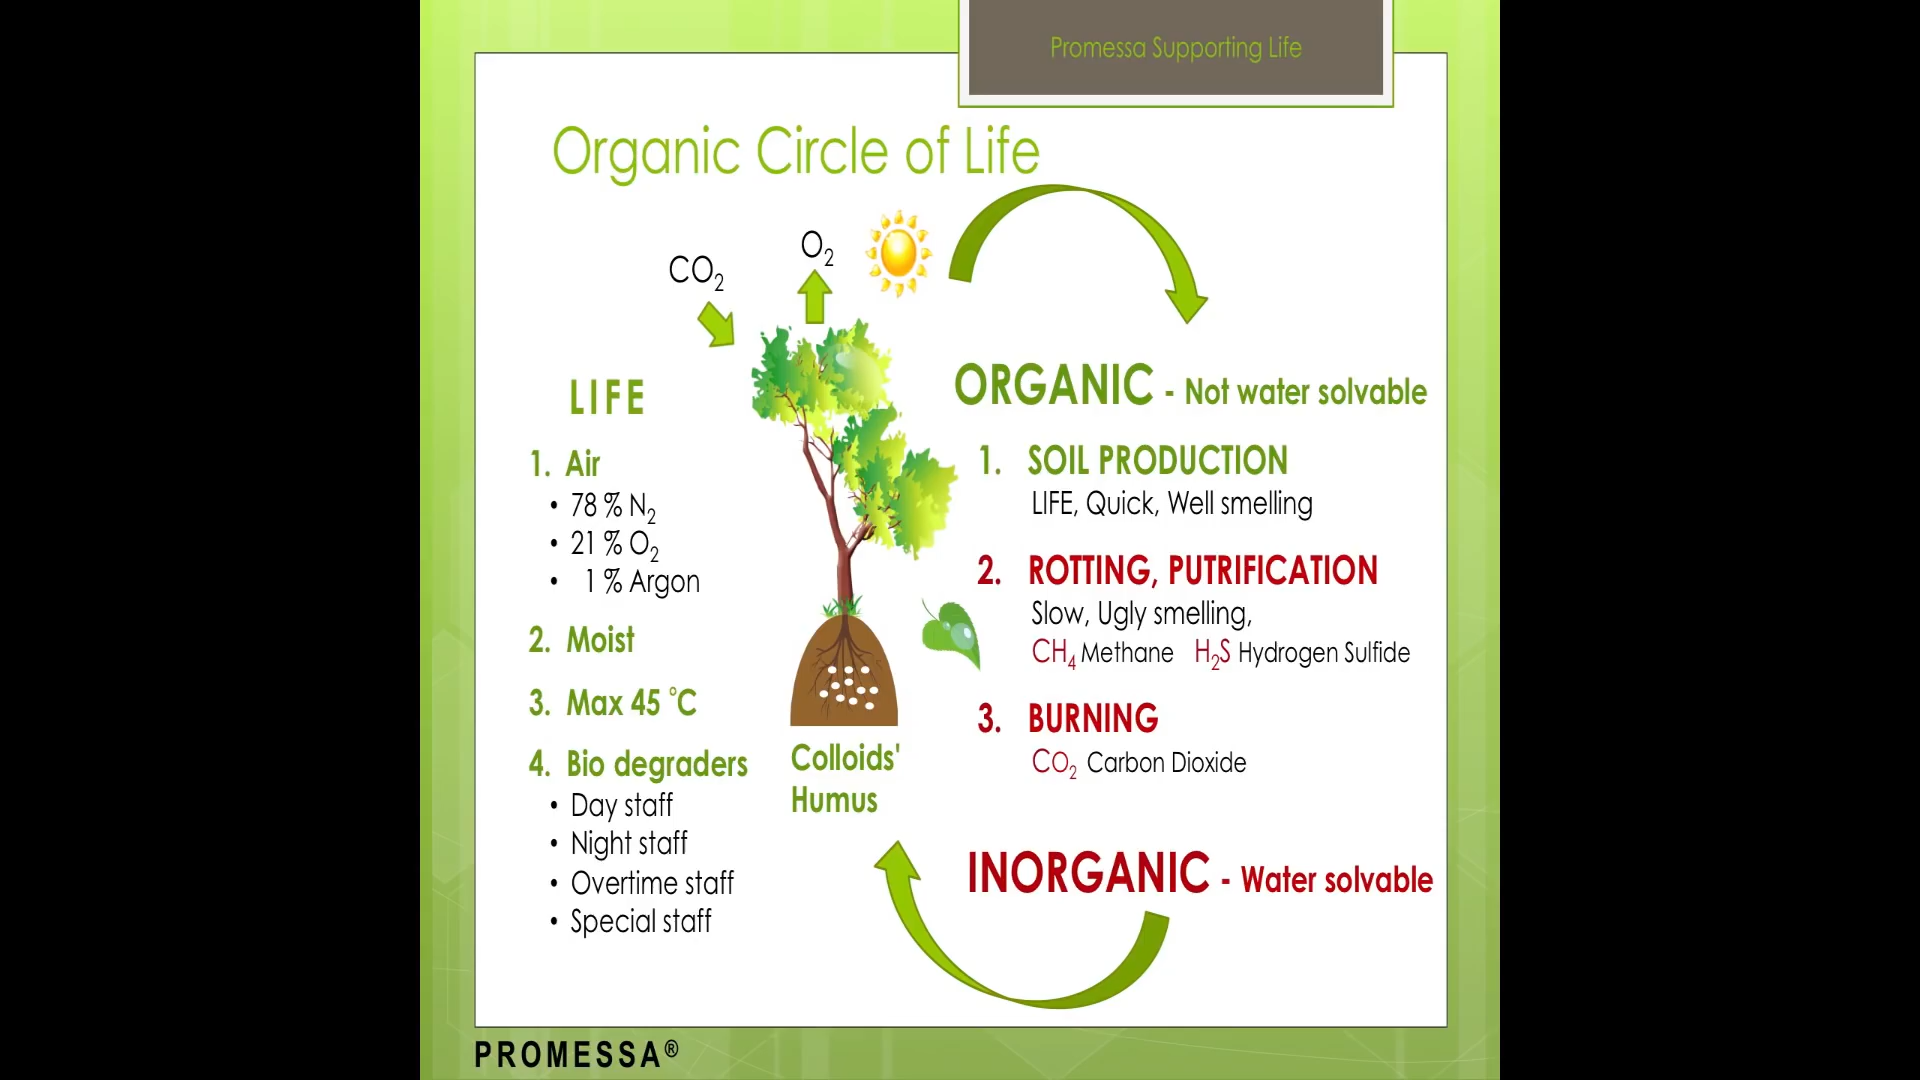 Promessa Supporting Life
Organic Circle of Life
CO₂
O₂
LIFE
1. Air
• 78 % N₂
• 21 % O₂
• 1 % Argon
2. Moist
3. Max 45 °C
4. Bio degraders
• Day staff
• Night staff
• Overtime staff
• Special staff
Colloids'
Humus
ORGANIC - Not water solvable
1. SOIL PRODUCTION
LIFE, Quick, Well smelling
2. ROTTING, PUTRIFICATION
Slow, Ugly smelling,
CH₄ Methane H₂S Hydrogen Sulfide
3. BURNING
CO₂ Carbon Dioxide
INORGANIC - Water solvable
PROMESSA®